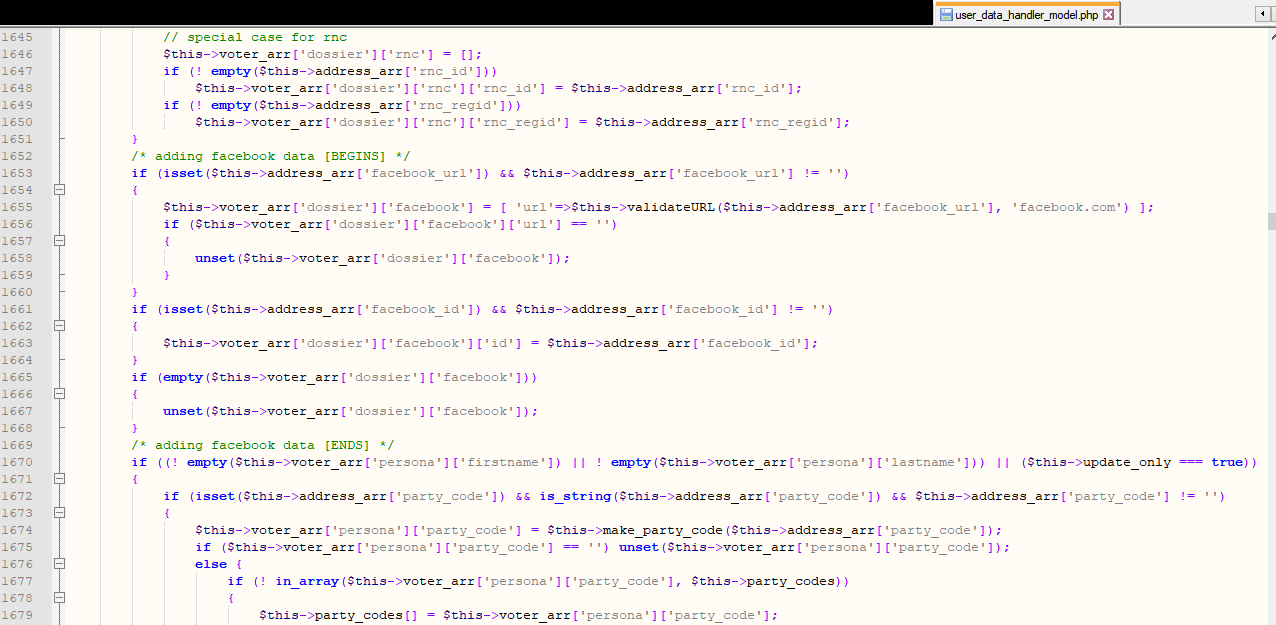 user_data_handler_model.php
1645 // special case for rnc
1646 $this->voter_arr['dossier']['rnc'] = [];
1647 if (! empty($this->address_arr['rnc_id']))
1648 $this->voter_arr['dossier']['rnc']['rnc_id'] = $this->address_arr['rnc_id'];
1649 if (! empty($this->address_arr['rnc_regid']))
1650 $this->voter_arr['dossier']['rnc']['rnc_regid'] = $this->address_arr['rnc_regid'];
1651 }
1652 /* adding facebook data [BEGINS] */
1653 if (isset($this->address_arr['facebook_url']) && $this->address_arr['facebook_url'] != '')
1654 {
1655 $this->voter_arr['dossier']['facebook'] = [ 'url'=>$this->validateURL($this->address_arr['facebook_url'], 'facebook.com') ];
1656 if ($this->voter_arr['dossier']['facebook']['url'] == '')
1657 {
1658 unset($this->voter_arr['dossier']['facebook']);
1659 }
1660 }
1661 if (isset($this->address_arr['facebook_id']) && $this->address_arr['facebook_id'] != '')
1662 {
1663 $this->voter_arr['dossier']['facebook']['id'] = $this->address_arr['facebook_id'];
1664 }
1665 if (empty($this->voter_arr['dossier']['facebook']))
1666 {
1667 unset($this->voter_arr['dossier']['facebook']);
1668 }
1669 /* adding facebook data [ENDS] */
1670 if ((! empty($this->voter_arr['persona']['firstname']) || ! empty($this->voter_arr['persona']['lastname'])) || ($this->update_only === true))
1671 {
1672 if (isset($this->address_arr['party_code']) && is_string($this->address_arr['party_code']) && $this->address_arr['party_code'] != '')
1673 {
1674 $this->voter_arr['persona']['party_code'] = $this->make_party_code($this->address_arr['party_code']);
1675 if ($this->voter_arr['persona']['party_code'] == '') unset($this->voter_arr['persona']['party_code']);
1676 else {
1677 if (! in_array($this->voter_arr['persona']['party_code'], $this->party_codes))
1678 {
1679 $this->party_codes[] = $this->voter_arr['persona']['party_code'];